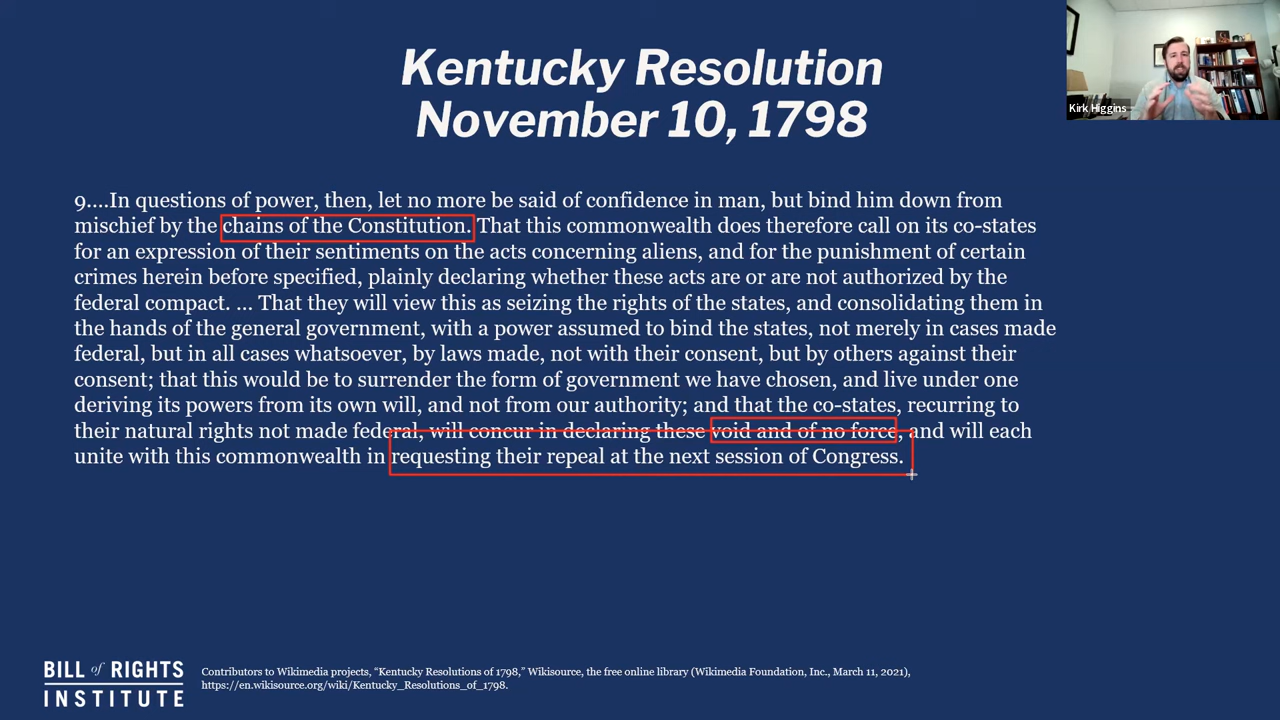 Kentucky Resolution
November 10, 1798
Kirk Higgins
9....In questions of power, then, let no more be said of confidence in man, but bind him down from
mischief by the chains of the Constitution. That this commonwealth does therefore call on its co-states
for an expression of their sentiments on the acts concerning aliens, and for the punishment of certain
crimes herein before specified, plainly declaring whether these acts are or are not authorized by the
federal compact. ... That they will view this as seizing the rights of the states, and consolidating them in
the hands of the general government, with a power assumed to bind the states, not merely in cases made
federal, but in all cases whatsoever, by laws made, not with their consent, but by others against their
consent; that this would be to surrender the form of government we have chosen, and live under one
deriving its powers from its own will, and not from our authority; and that the co-states, recurring to
their natural rights not made federal, will concur in declaring these void and of no force, and will each
unite with this commonwealth in requesting their repeal at the next session of Congress.
BILL of RIGHTS
INSTITUTE
Contributors to Wikimedia projects, “Kentucky Resolutions of 1798,” Wikisource, the free online library (Wikimedia Foundation, Inc., March 11, 2021),
https://en.wikisource.org/wiki/Kentucky_Resolutions_of_1798.